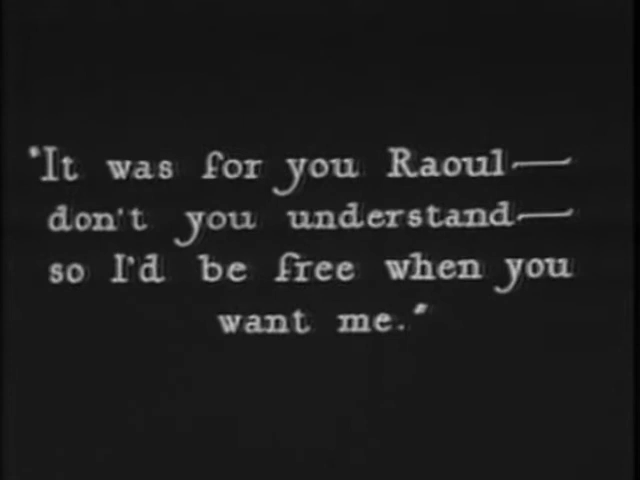 "It was for you Raoul—
don't you understand—
so I'd be free when you
want me."